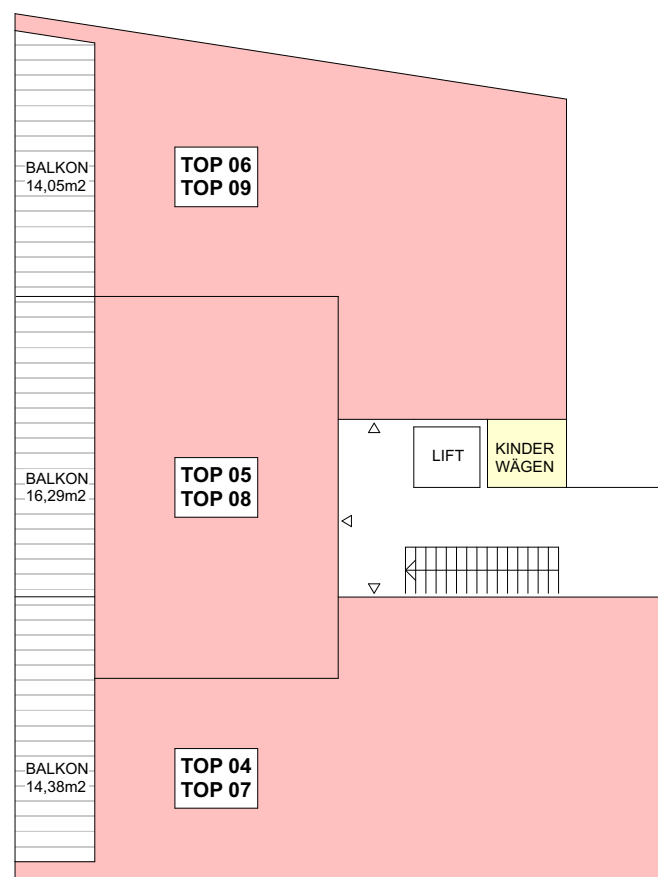 TOP 06
TOP 09
BALKON
14,05m2
LIFT
KINDER
WÄGEN
TOP 05
TOP 08
BALKON
16,29m2
TOP 04
TOP 07
BALKON
14,38m2